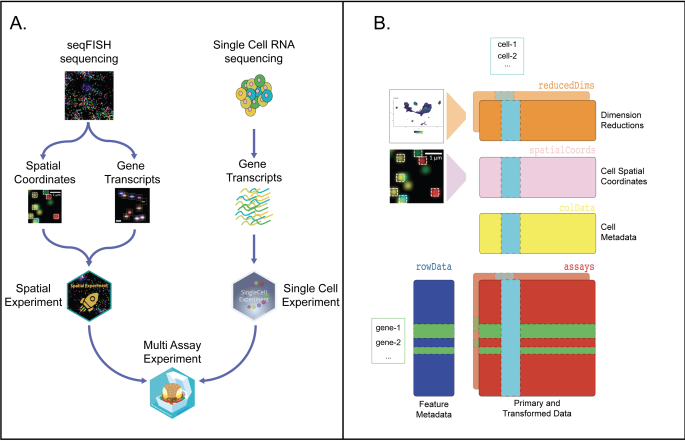 A.
seqFISH
sequencing
Single Cell RNA
sequencing
Spatial
Coordinates
Gene
Transcripts
Gene
Transcripts
Spatial
Experiment
Spatial Experiment
SingleCell
Experiment
Single Cell
Experiment
Multi Assay
Experiment
B.
cell-1
cell-2
...
reducedDims
Dimension
Reductions
1 μm
spatialCoords
Cell Spatial
Coordinates
colData
Cell
Metadata
rowData
assays
gene-1
gene-2
...
Feature
Metadata
Primary and
Transformed Data